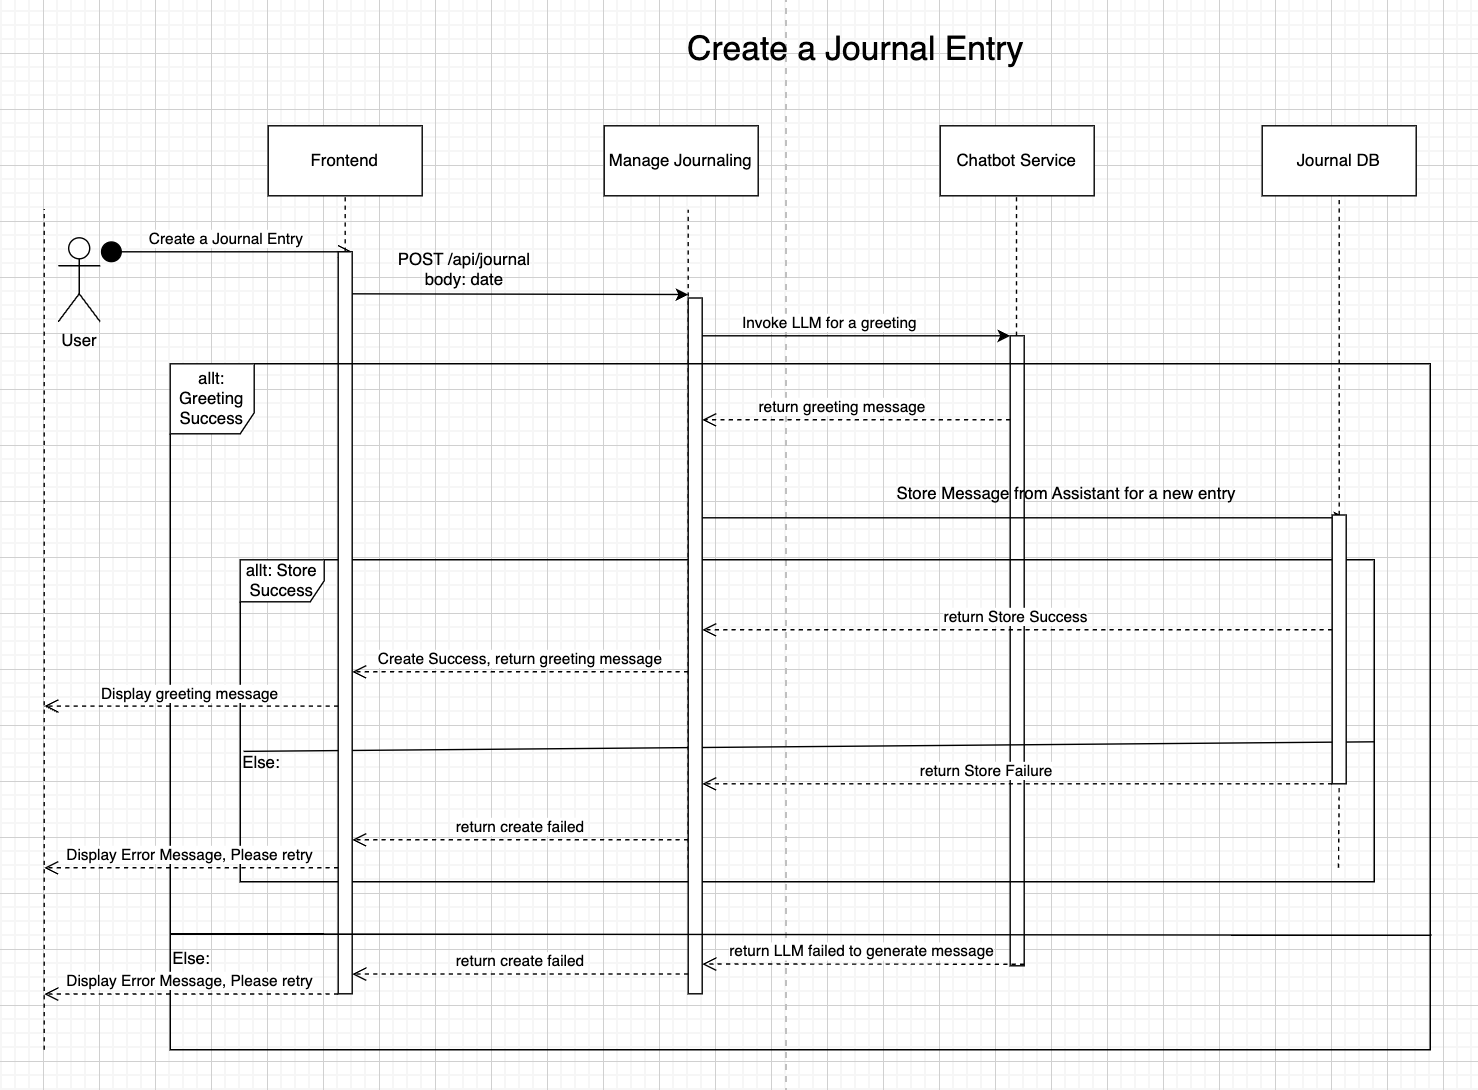 Create a Journal Entry
Frontend
Manage Journaling
Chatbot Service
Journal DB
Create a Journal Entry
POST /api/journal
body: date
Invoke LLM for a greeting
User
allt:
Greeting
Success
return greeting message
Store Message from Assistant for a new entry
allt: Store
Success
return Store Success
Create Success, return greeting message
Display greeting message
Else:
return Store Failure
return create failed
Display Error Message, Please retry
Else:
return LLM failed to generate message
return create failed
Display Error Message, Please retry